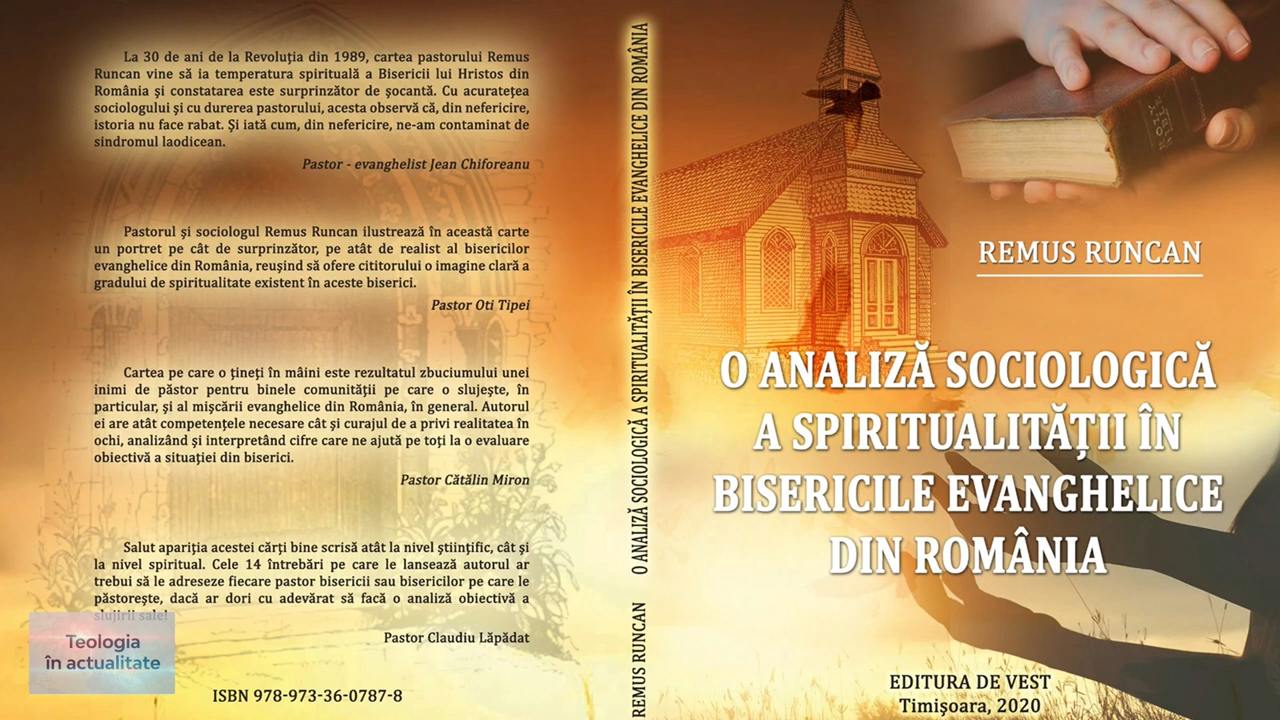 La 30 de ani de la Revoluția din 1989, cartea pastorului Remus
Runcan vine să ia temperatura spirituală a Bisericii lui Hristos din
România și constatarea este surprinzător de șocantă. Cu acuratețea
sociologului și cu durerea pastorului, acesta observă că, din nefericire,
istoria nu face rabat. Și iată cum, din nefericire, ne-am contaminat de
sindromul laodicean.
Pastor - evanghelist Jean Chiforeanu
Pastorul și sociologul Remus Runcan ilustrează în această carte
un portret pe cât de surprinzător, pe atât de realist al bisericilor
evanghelice din România, reușind să ofere cititorului o imagine clară a
gradului de spiritualitate existent în aceste biserici.
Pastor Oti Tipei
Cartea pe care o țineți în mâini este rezultatul zbuciumului unei
inimi de păstor pentru binele comunității pe care o slujește, în
particular, și al mișcării evanghelice din România, în general. Autorul
ei are atât competențele necesare cât și curajul de a privi realitatea în
ochi, analizând și interpretând cifre care ne ajută pe toți la o evaluare
obiectivă a situației din biserici.
Pastor Cătălin Miron
Salut apariția acestei cărți bine scrisă atât la nivel științific, cât și
la nivel spiritual. Cele 14 întrebări pe care le lansează autorul ar
trebui să le adreseze fiecare pastor bisericii sau bisericilor pe care le
păstorește, dacă ar dori cu adevărat să facă o analiză obiectivă a
slujirii sale!
Pastor Claudiu Lăpădat
Teologia
în actualitate
ISBN 978-973-36-0787-8
REMUS RUNCAN O ANALIZĂ SOCIOLOGICĂ A SPIRITUALITĂȚII ÎN BISERICILE EVANGHELICE DIN ROMÂNIA
REMUS RUNCAN
O ANALIZĂ SOCIOLOGICĂ
A SPIRITUALITĂȚII ÎN
BISERICILE EVANGHELICE
DIN ROMÂNIA
EDITURA DE VEST
Timișoara, 2020